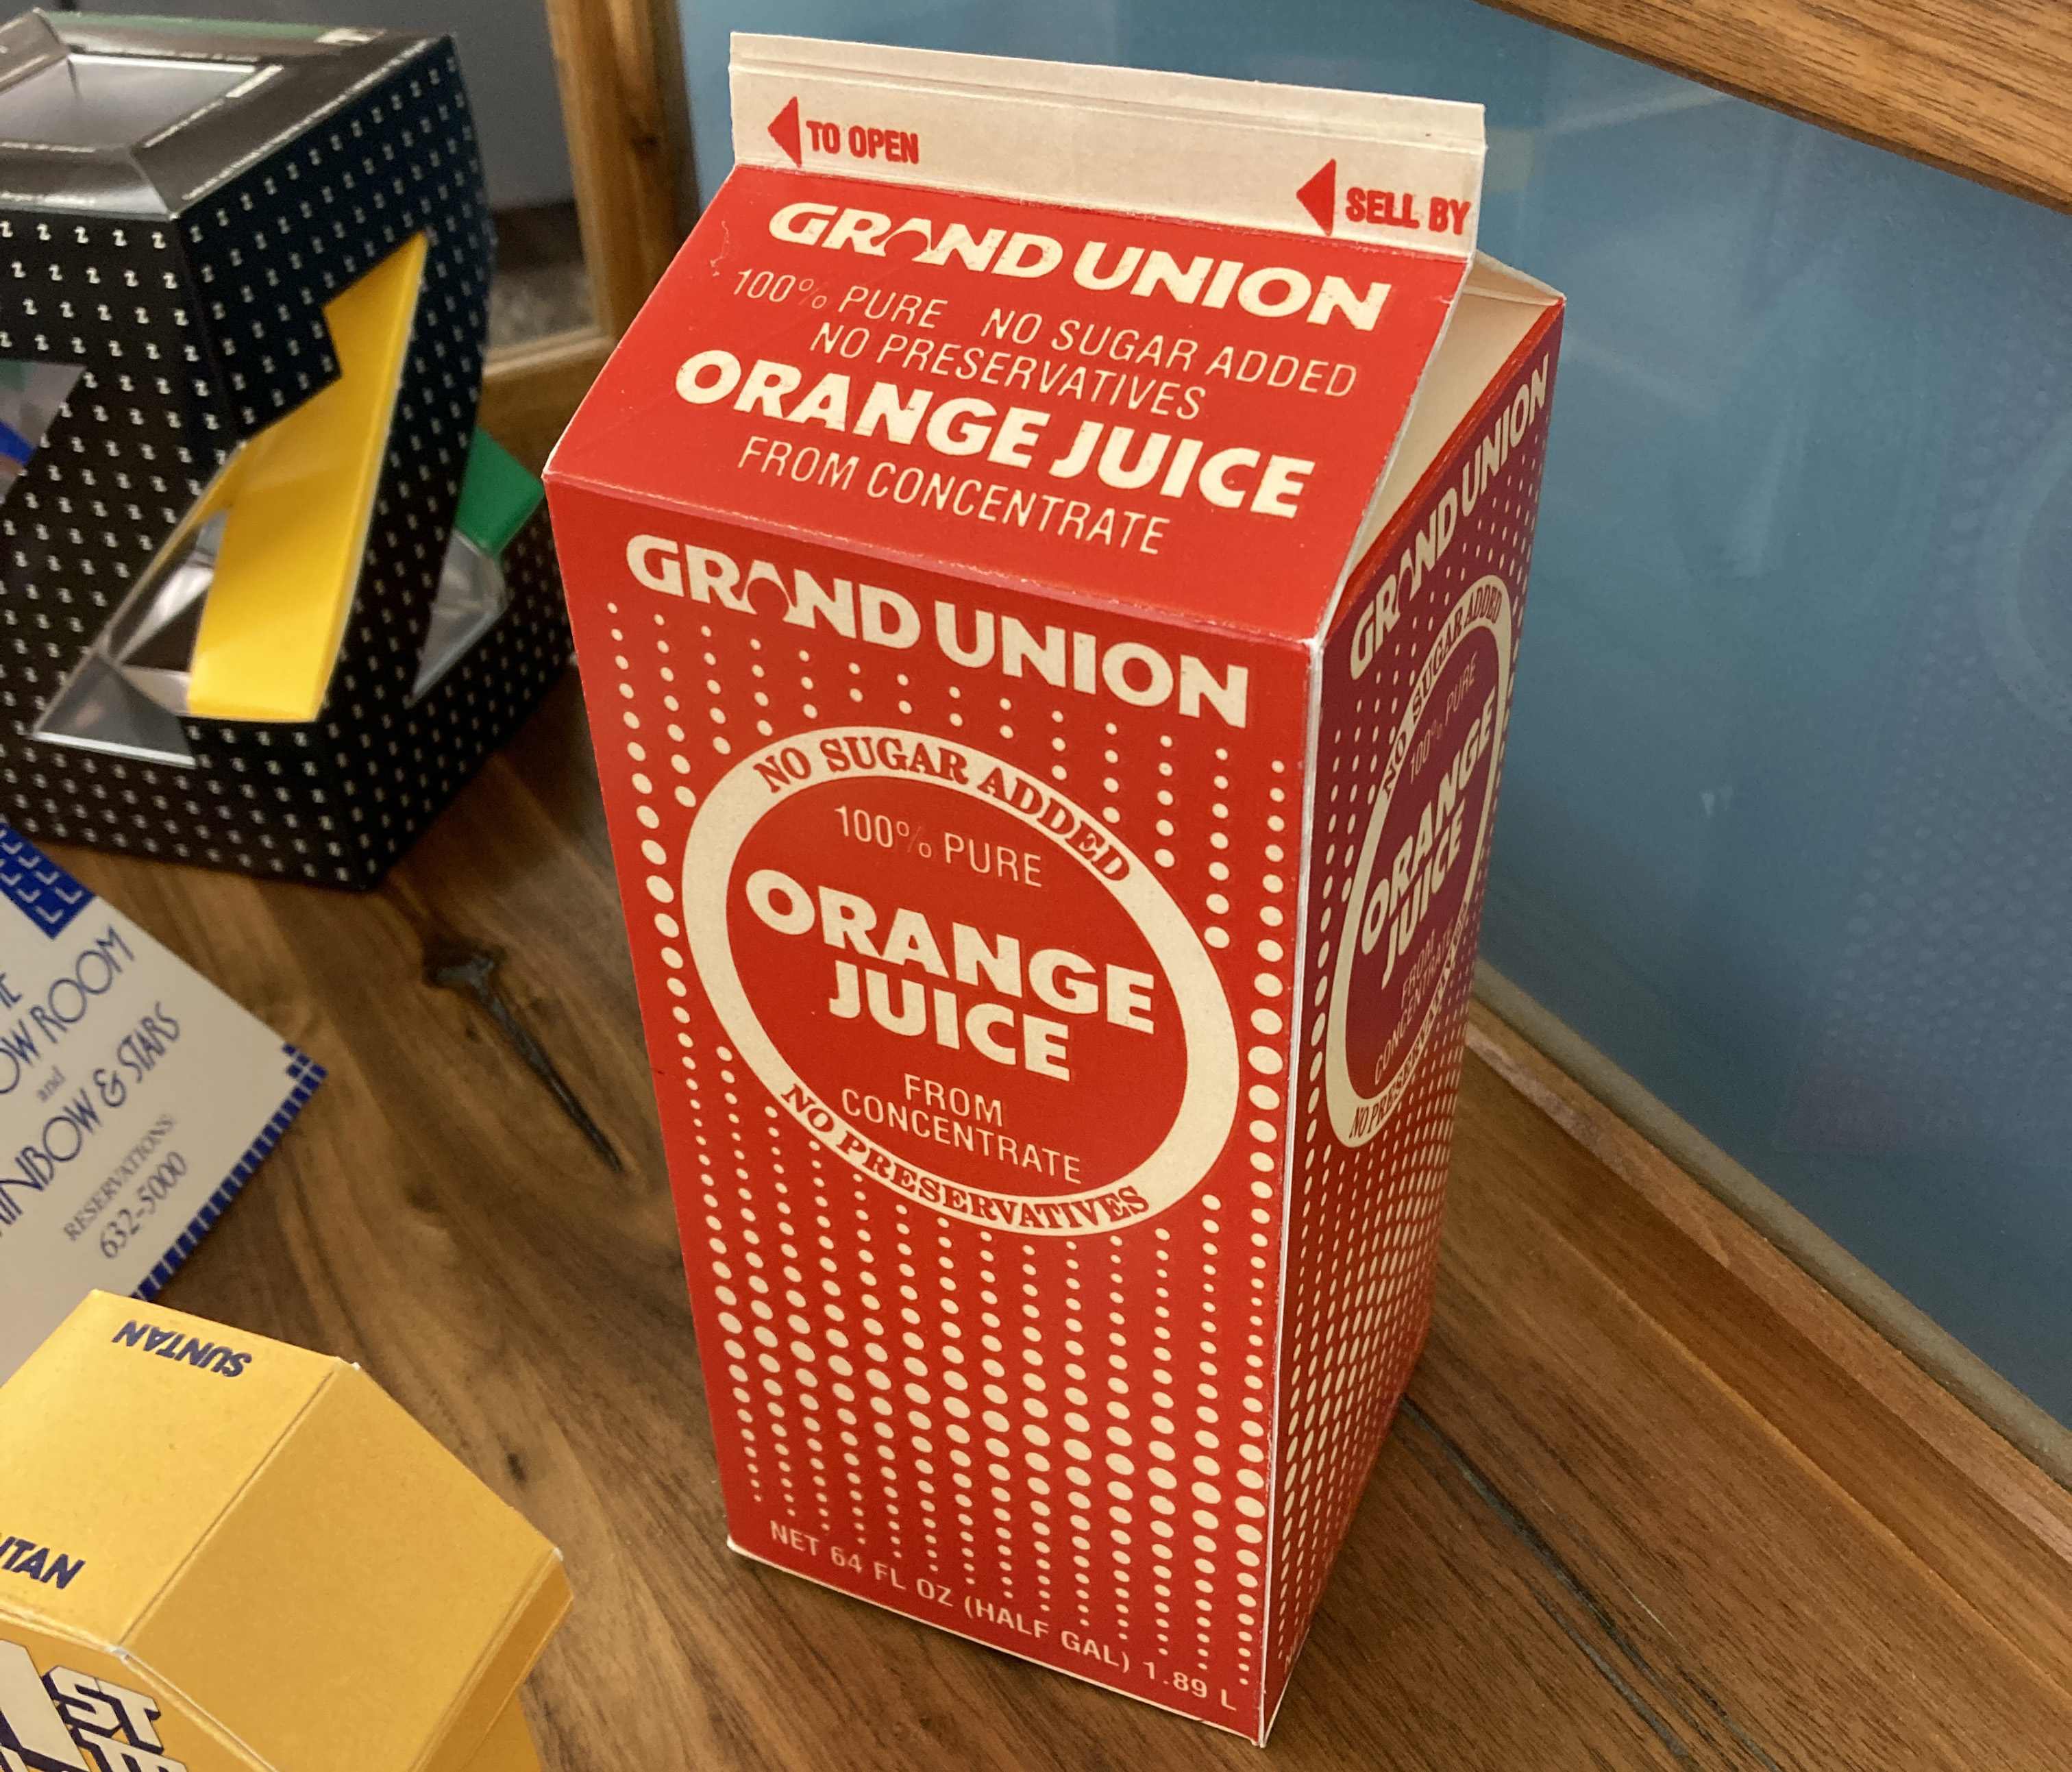 TO OPEN
SELL BY
GRAND UNION
100% PURE NO SUGAR ADDED
NO PRESERVATIVES
ORANGE JUICE
FROM CONCENTRATE
GRAND UNION
NO SUGAR ADDED
100% PURE
ORANGE
JUICE
FROM
CONCENTRATE
NO PRESERVATIVES
NET 64 FL OZ (HALF GAL) 1.89 L
GRAND UNION
NO SUGAR ADDED
100% PURE
ORANGE
JUICE
FROM
CONCENTRATE
ROOM
and
& STARS
RESERVATIONS:
632-5000
SUNTAN